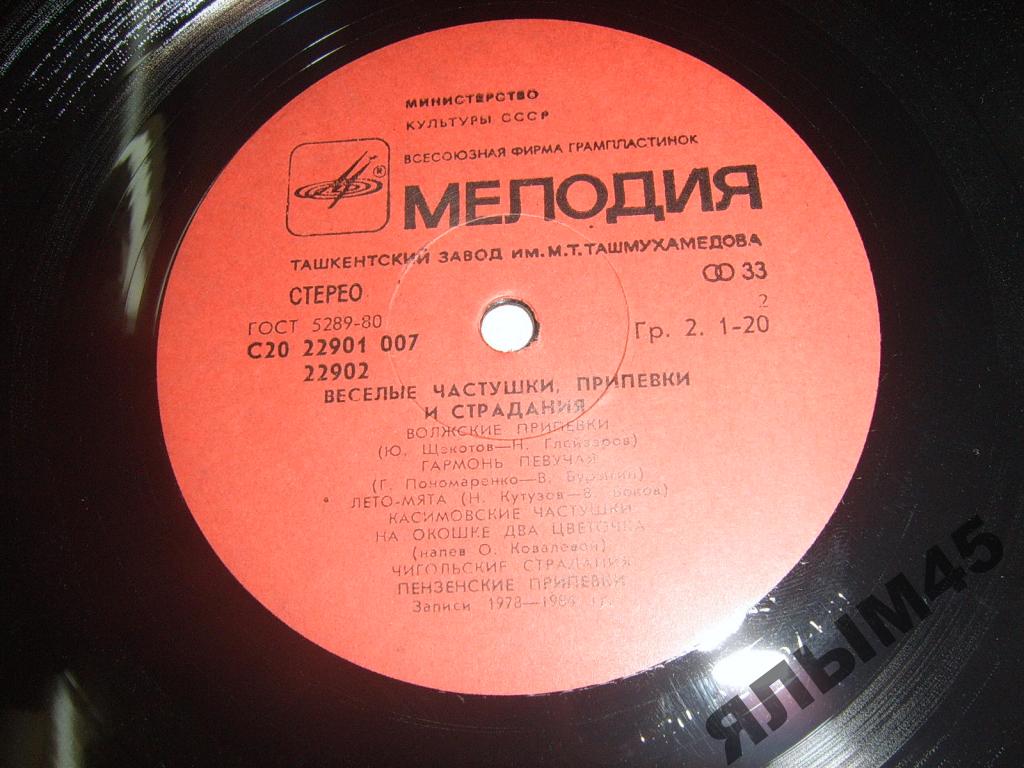 МИНИСТЕРСТВО
КУЛЬТУРЫ СССР
ВСЕСОЮЗНАЯ ФИРМА ГРАМПЛАСТИНОК
МЕЛОДИЯ
ТАШКЕНТСКИЙ ЗАВОД ИМ. М.Т. ТАШМУХАМЕДОВА
СТЕРЕО
33
ГОСТ 5289-80
2
Гр. 2. 1-20
С20 22901 007
22902
ВЕСЕЛЫЕ ЧАСТУШКИ, ПРИПЕВКИ
И СТРАДАНИЯ
ВОЛЖСКИЕ ПРИПЕВКИ
(Ю. Щекотов—Н. Глейзаров)
ГАРМОНЬ ПЕВУЧАЯ
(Г. Пономаренко—В. Бурыгин)
ЛЕТО-МЯТА (Н. Кутузов—В. Боков)
КАСИМОВСКИЕ ЧАСТУШКИ
НА ОКОШКЕ ДВА ЦВЕТОЧКА
(напев О. Ковалевой)
ЧИГОЛЬСКИЕ СТРАДАНИЯ
ПЕНЗЕНСКИЕ ПРИПЕВКИ
Записи 1978— гг.
ЯЛЫМ45